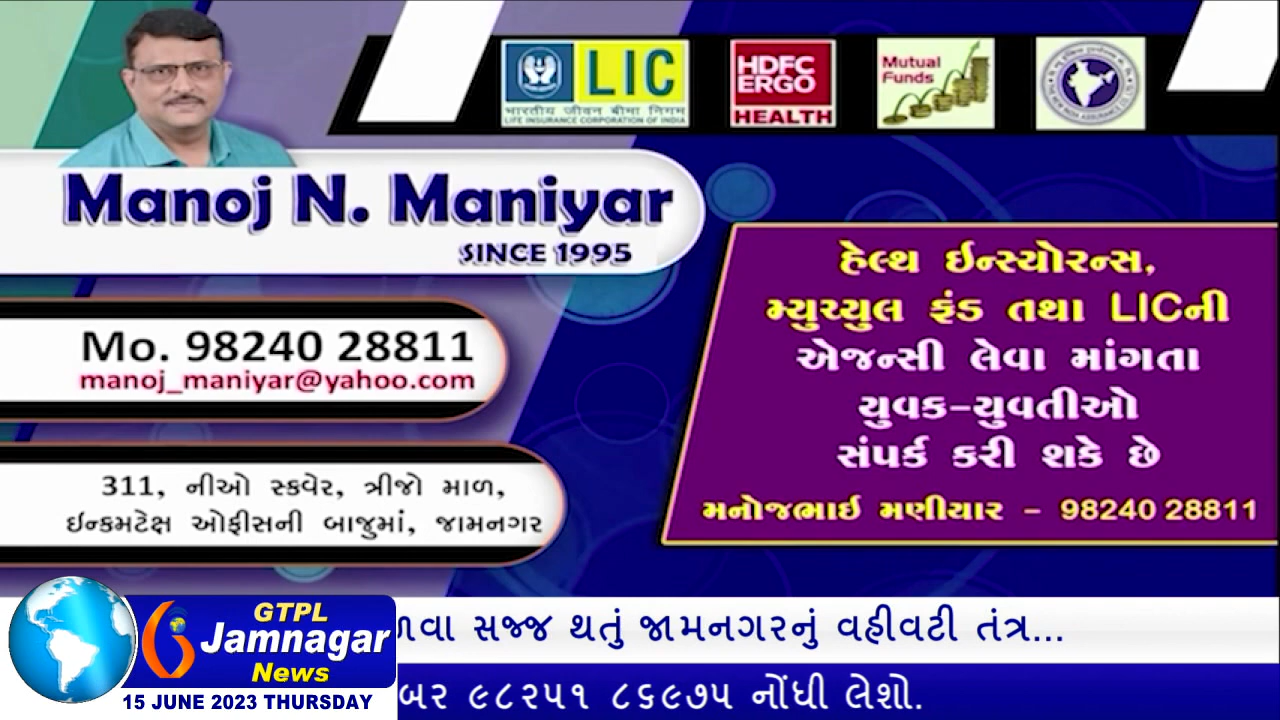 LIC
भारतीय जीवन बीमा निगम
LIFE INSURANCE CORPORATION OF INDIA
HDFC
ERGO
HEALTH
Mutual
Funds
Manoj N. Maniyar
SINCE 1995
Mo. 98240 28811
manoj_maniyar@yahoo.com
311, નીઓ સ્કવેર, ત્રીજો માળ,
ઈન્કમટેક્ષ ઓફીસની બાજુમાં, જામનગર
હેલ્થ ઈન્સ્યોરન્સ,
મ્યુચ્યુલ ફંડ તથા LICની
એજન્સી લેવા માંગતા
યુવક-યુવતીઓ
સંપર્ક કરી શકે છે
મનોજભાઈ મણીયાર - 98240 28811
ળવા સજ્જ થતું જામનગરનું વહીવટી તંત્ર...
બર ૯૮૨૫૧ ૮૬૯૭૫ નોંધી લેશો.
GTPL
Jamnagar
News
15 JUNE 2023 THURSDAY